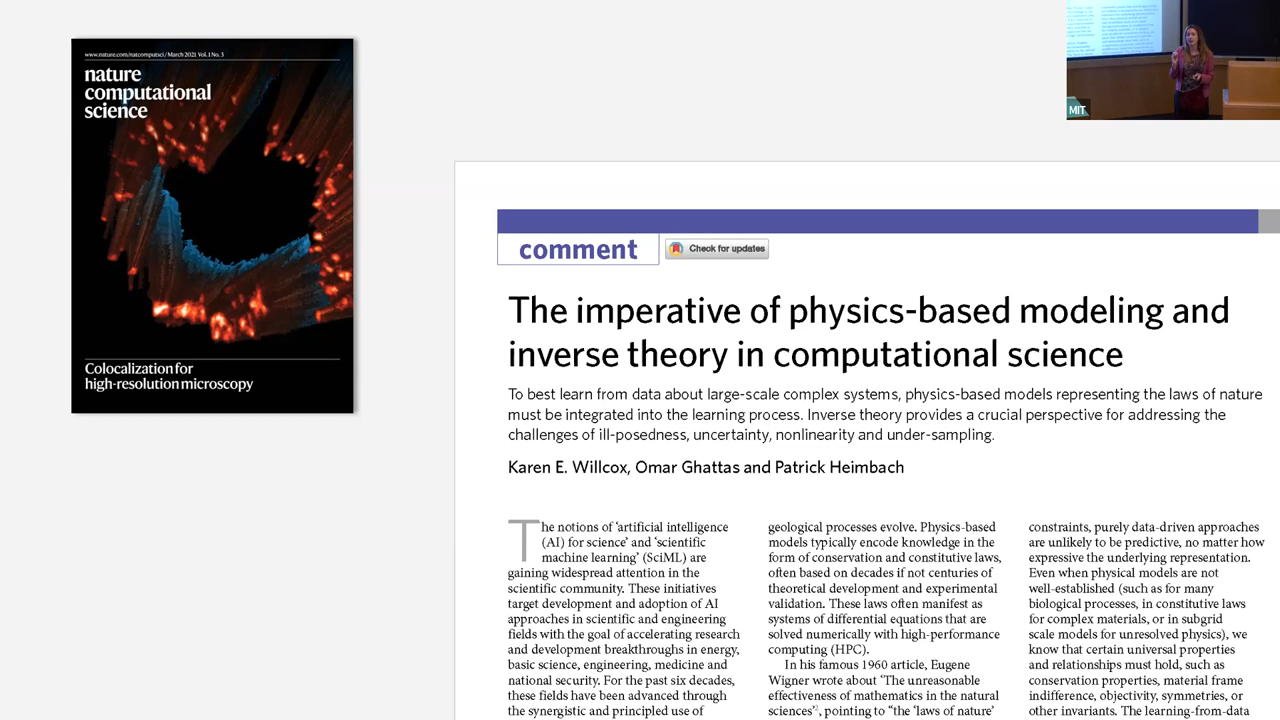 www.nature.com/natcomputsci / March 2021 Vol. 1 No. 3
nature
computational
science
Colocalization for
high-resolution microscopy
MIT
comment
Check for updates
The imperative of physics-based modeling and
inverse theory in computational science
To best learn from data about large-scale complex systems, physics-based models representing the laws of nature
must be integrated into the learning process. Inverse theory provides a crucial perspective for addressing the
challenges of ill-posedness, uncertainty, nonlinearity and under-sampling.
Karen E. Willcox, Omar Ghattas and Patrick Heimbach
The notions of ‘artificial intelligence
(AI) for science’ and ‘scientific
machine learning’ (SciML) are
gaining widespread attention in the
scientific community. These initiatives
target development and adoption of AI
approaches in scientific and engineering
fields with the goal of accelerating research
and development breakthroughs in energy,
basic science, engineering, medicine and
national security. For the past six decades,
these fields have been advanced through
the synergistic and principled use of
geological processes evolve. Physics-based
models typically encode knowledge in the
form of conservation and constitutive laws,
often based on decades if not centuries of
theoretical development and experimental
validation. These laws often manifest as
systems of differential equations that are
solved numerically with high-performance
computing (HPC).
In his famous 1960 article, Eugene
Wigner wrote about ‘The unreasonable
effectiveness of mathematics in the natural
sciences’², pointing to “the ‘laws of nature’
constraints, purely data-driven approaches
are unlikely to be predictive, no matter how
expressive the underlying representation.
Even when physical models are not
well-established (such as for many
biological processes, in constitutive laws
for complex materials, or in subgrid
scale models for unresolved physics), we
know that certain universal properties
and relationships must hold, such as
conservation properties, material frame
indifference, objectivity, symmetries, or
other invariants. The learning-from-data